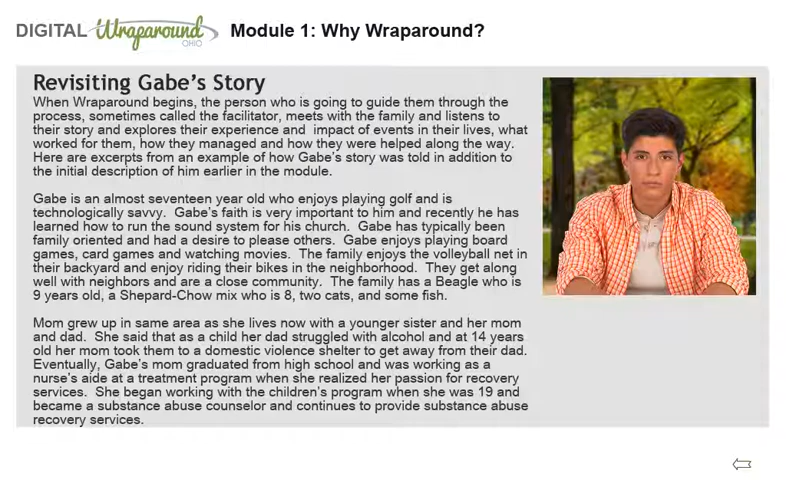 DIGITAL Wraparound OHIO Module 1: Why Wraparound?
Revisiting Gabe's Story
When Wraparound begins, the person who is going to guide them through the
process, sometimes called the facilitator, meets with the family and listens to
their story and explores their experience and  impact of events in their lives, what
worked for them, how they managed and how they were helped along the way.
Here are excerpts from an example of how Gabe's story was told in addition to
the initial description of him earlier in the module.
Gabe is an almost seventeen year old who enjoys playing golf and is
technologically savvy.  Gabe's faith is very important to him and recently he has
learned how to run the sound system for his church.  Gabe has typically been
family oriented and had a desire to please others.  Gabe enjoys playing board
games, card games and watching movies.  The family enjoys the volleyball net in
their backyard and enjoy riding their bikes in the neighborhood.  They get along
well with neighbors and are a close community.  The family has a Beagle who is
9 years old, a Shepard-Chow mix who is 8, two cats, and some fish.
Mom grew up in same area as she lives now with a younger sister and her mom
and dad.  She said that as a child her dad struggled with alcohol and at 14 years
old her mom took them to a domestic violence shelter to get away from their dad.
Eventually, Gabe's mom graduated from high school and was working as a
nurse's aide at a treatment program when she realized her passion for recovery
services.  She began working with the children's program when she was 19 and
became a substance abuse counselor and continues to provide substance abuse
recovery services.